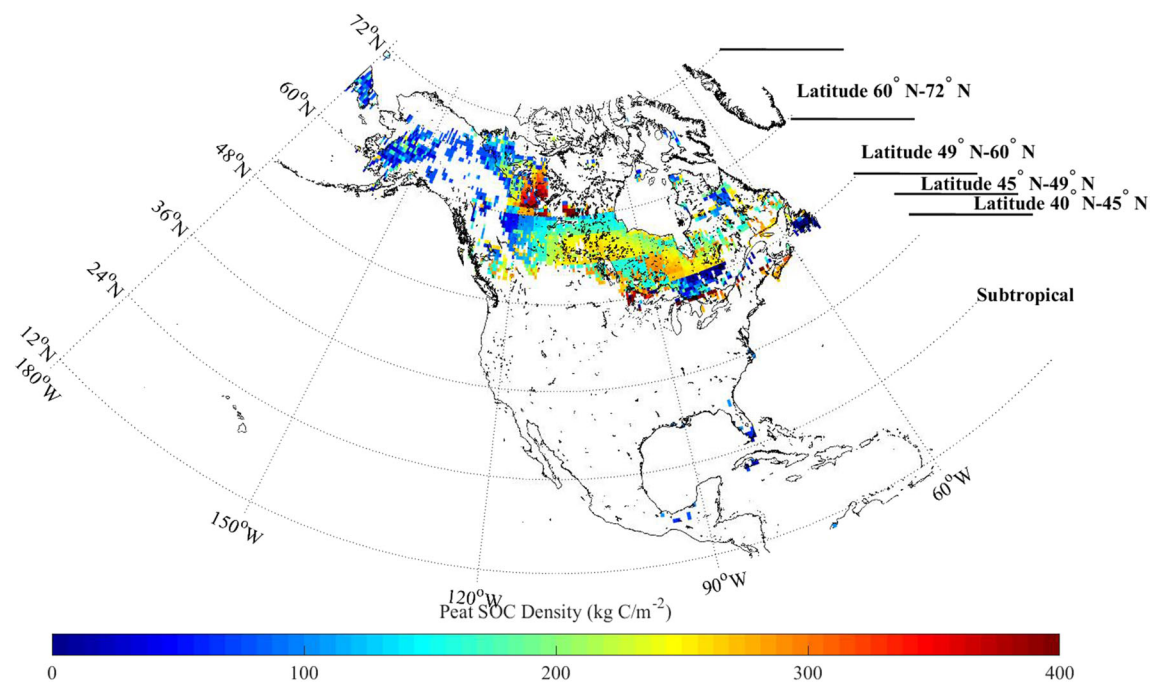 72°N
60°N
48°N
36°N
24°N
12°N
180°W
150°W
120°W
90°W
60°W
Latitude 60° N-72° N
Latitude 49° N-60° N
Latitude 45° N-49° N
Latitude 40° N-45° N
Subtropical
Peat SOC Density (kg C/m⁻²)
0 100 200 300 400